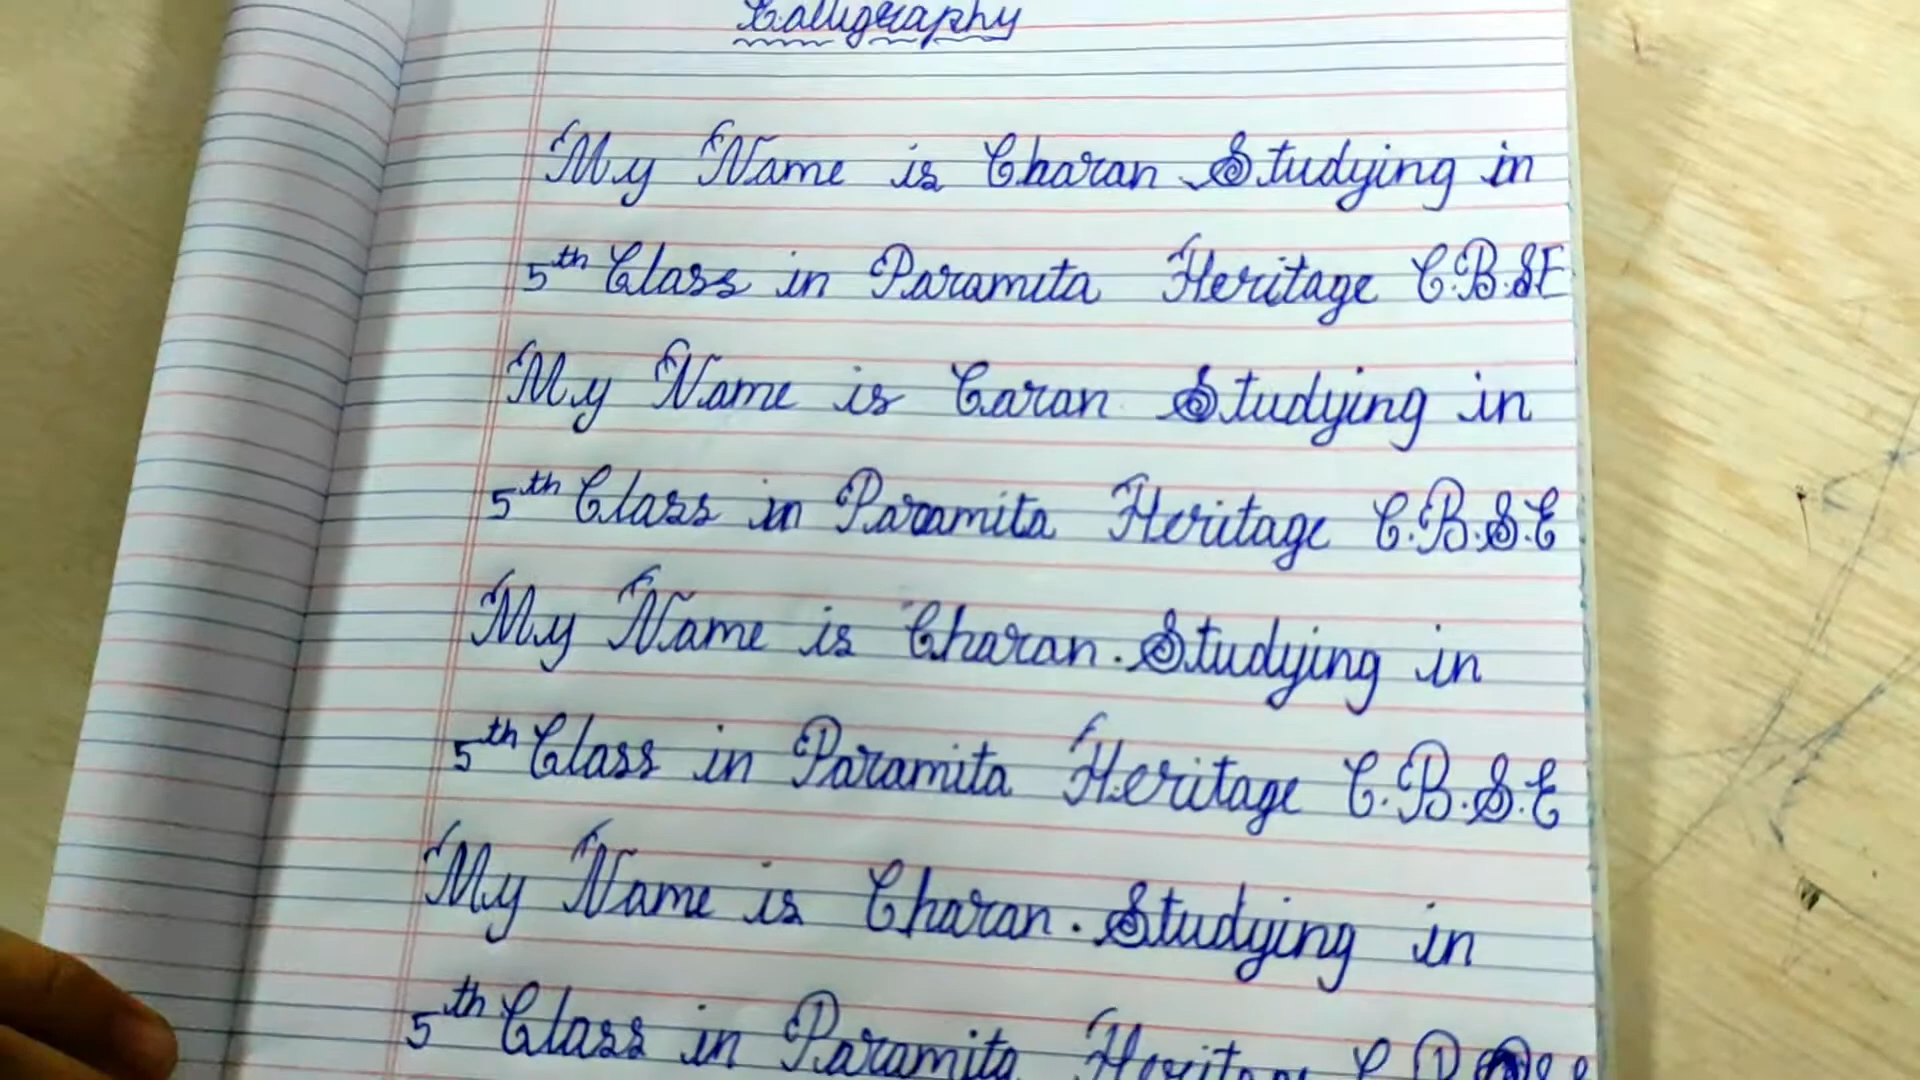 Calligraphy
My Name is Charan Studying in
5th Class in Paramita Heritage C.B.SE
My Name is Caran Studying in
5th Class in Paramita Heritage C.B.S.E
My Name is Charan. Studying in
5th Class in Paramita Heritage C.B.S.E
My Name is Charan. Studying in
5th Class in Paramita Heritage